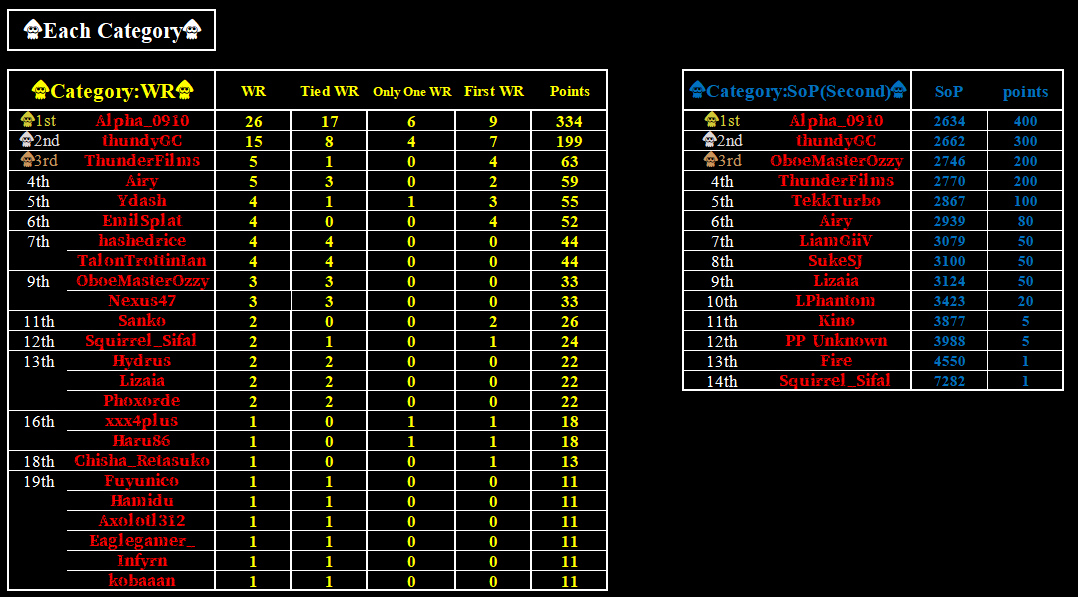 Each Category
Category:WR WR Tied WR Only One WR First WR Points
1st Alpha_0910 26 17 6 9 334
2nd thundyGC 15 8 4 7 199
3rd ThunderFilms 5 1 0 4 63
4th Airy 5 3 0 2 59
5th Ydash 4 1 1 3 55
6th EmilSplat 4 0 0 4 52
7th hashedrice 4 4 0 0 44
TalonTrottinlan 4 4 0 0 44
9th OboeMasterOzzy 3 3 0 0 33
Nexus47 3 3 0 0 33
11th Sanko 2 0 0 2 26
12th Squirrel_Sifal 2 1 0 1 24
13th Hydrus 2 2 0 0 22
Lizaia 2 2 0 0 22
Phoxorde 2 2 0 0 22
16th xxx4plus 1 0 1 1 18
Haru86 1 0 1 1 18
18th Chisha_Retasuko 1 0 0 1 13
19th Fuyunico 1 1 0 0 11
Hamidu 1 1 0 0 11
Axolotl312 1 1 0 0 11
Eaglegamer_ 1 1 0 0 11
Infyrn 1 1 0 0 11
kobaaan 1 1 0 0 11
Category:SoP(Second) SoP points
1st Alpha_0910 2634 400
2nd thundyGC 2662 300
3rd OboeMasterOzzy 2746 200
4th ThunderFilms 2770 200
5th TekkTurbo 2867 100
6th Airy 2939 80
7th LiamGiiV 3079 50
8th SukeSJ 3100 50
9th Lizaia 3124 50
10th LPhantom 3423 20
11th Kino 3877 5
12th PP_Unknown 3988 5
13th Fire 4550 1
14th Squirrel_Sifal 7282 1